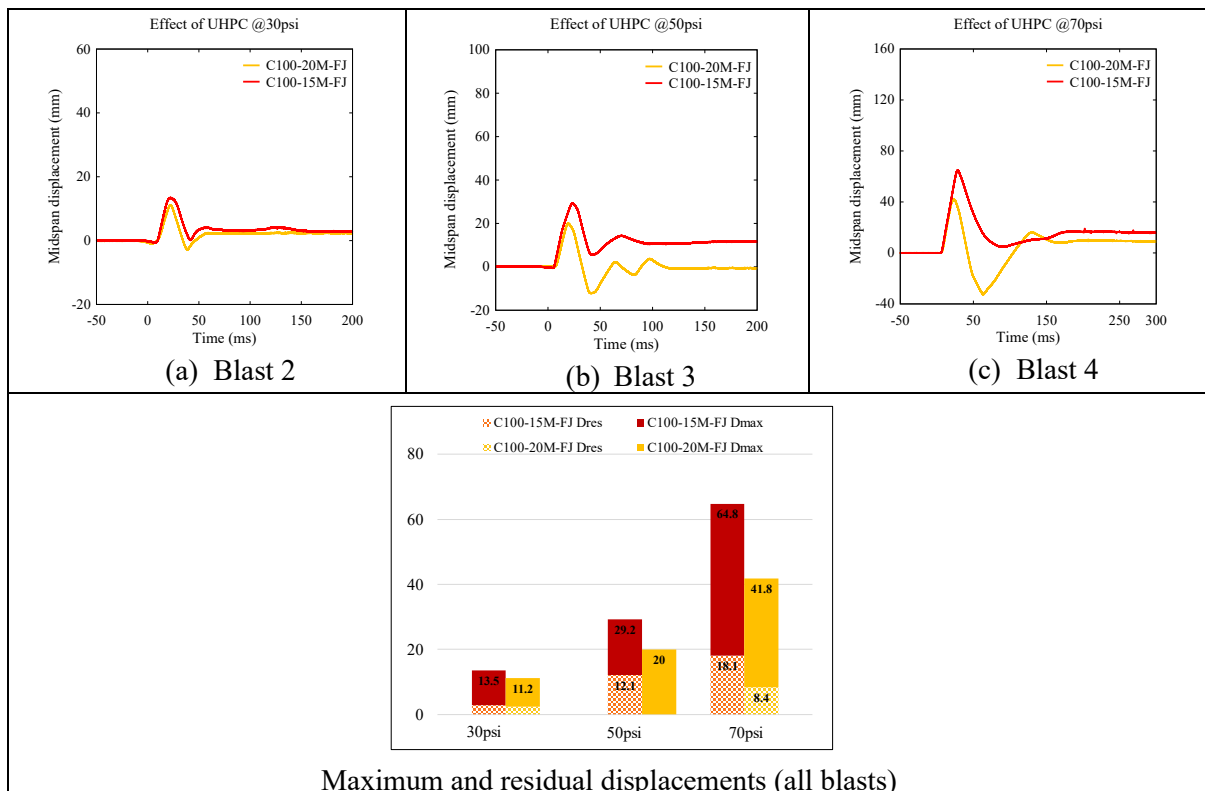 Effect of UHPC @30psi
60
40
20
0
-20
Midspan displacement (mm)
C100-20M-FJ
C100-15M-FJ
-50 0 50 100 150 200
Time (ms)
(a) Blast 2
Effect of UHPC @50psi
100
80
60
40
20
0
-20
Midspan displacement (mm)
C100-20M-FJ
C100-15M-FJ
-50 0 50 100 150 200
Time (ms)
(b) Blast 3
Effect of UHPC @70psi
160
120
80
40
0
-40
Midspan displacement (mm)
C100-20M-FJ
C100-15M-FJ
-50 0 50 100 150 200 250 300
Time (ms)
(c) Blast 4
C100-15M-FJ Dres C100-15M-FJ Dmax
C100-20M-FJ Dres C100-20M-FJ Dmax
80
60
40
20
0
13.5
11.2
29.2
12.1
20
64.8
18.1
41.8
8.4
30psi 50psi 70psi
Maximum and residual displacements (all blasts)